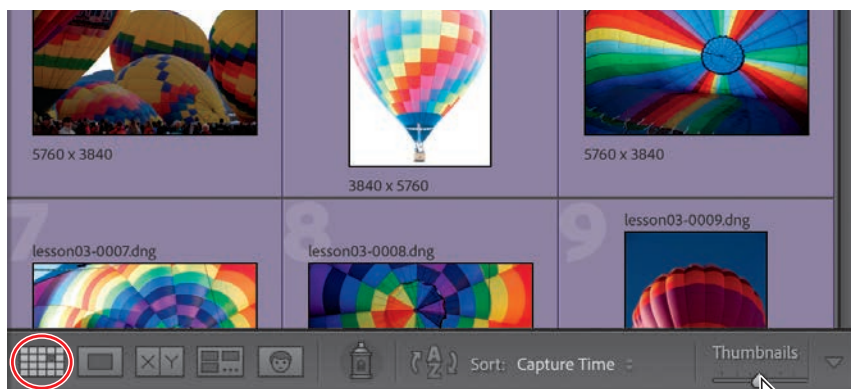 5760 x 3840
3840 x 5760
5760 x 3840
7
8
9
lesson03-0007.dng
lesson03-0008.dng
lesson03-0009.dng
X Y
A
Z
Sort: Capture Time
Thumbnails